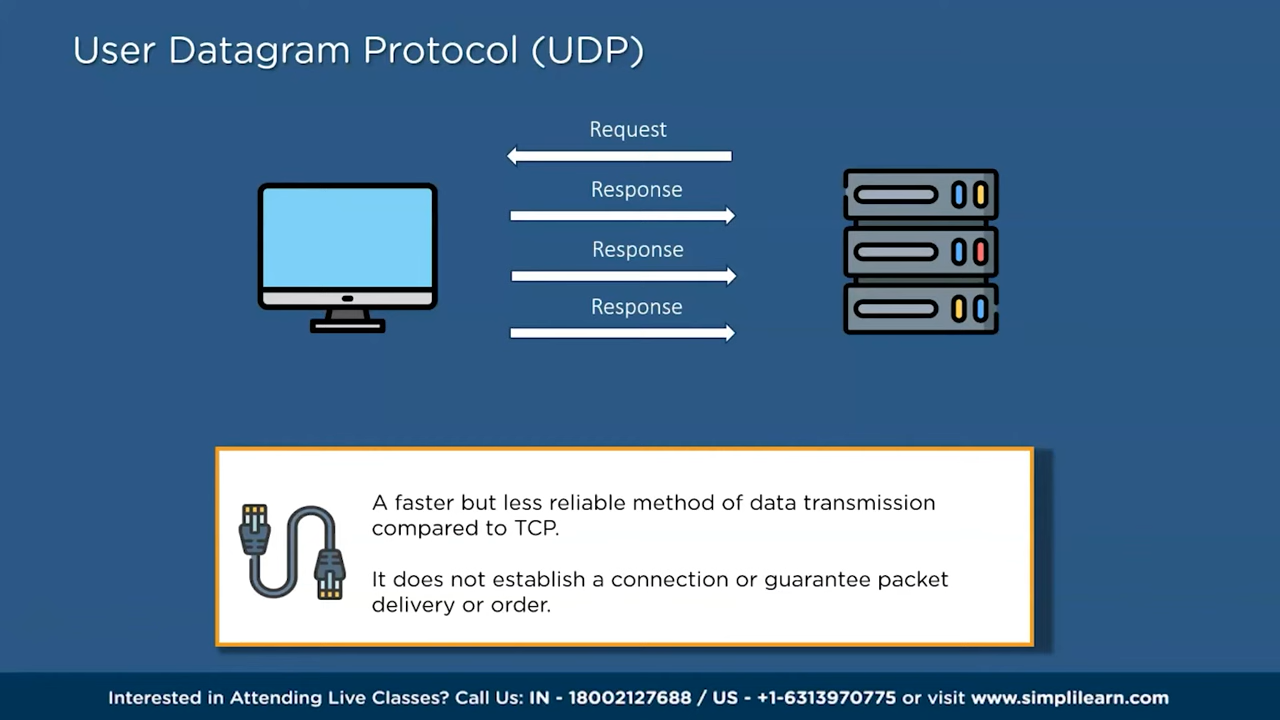 User Datagram Protocol (UDP)
Request
Response
Response
Response
A faster but less reliable method of data transmission
compared to TCP.
It does not establish a connection or guarantee packet
delivery or order.
Interested in Attending Live Classes? Call Us: IN - 18002127688 / US - +1-6313970775 or visit www.simplilearn.com